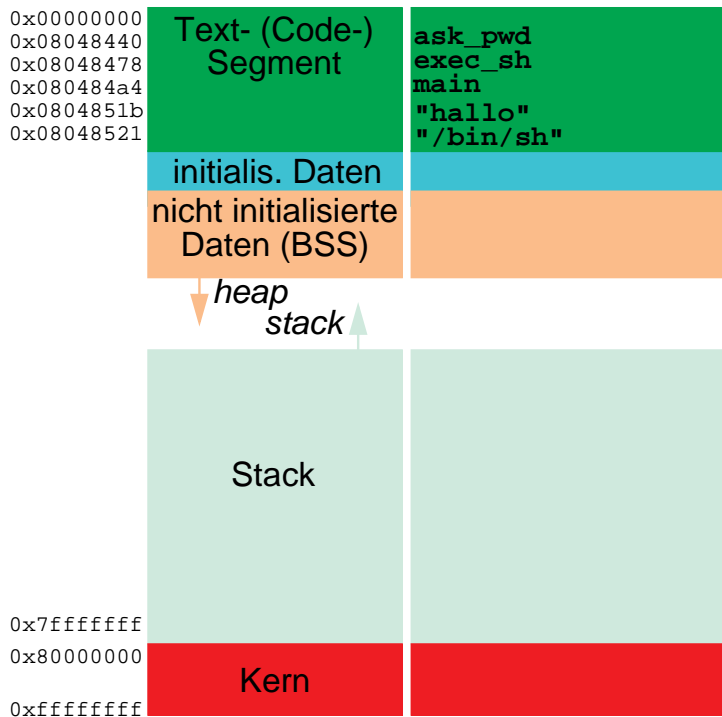 0x00000000
0x08048440
0x08048478
0x080484a4
0x0804851b
0x08048521
Text- (Code-)
Segment
ask_pwd
exec_sh
main
"hallo"
"/bin/sh"
initialis. Daten
nicht initialisierte
Daten (BSS)
heap
stack
Stack
0x7fffffff
0x80000000
Kern
0xffffffff